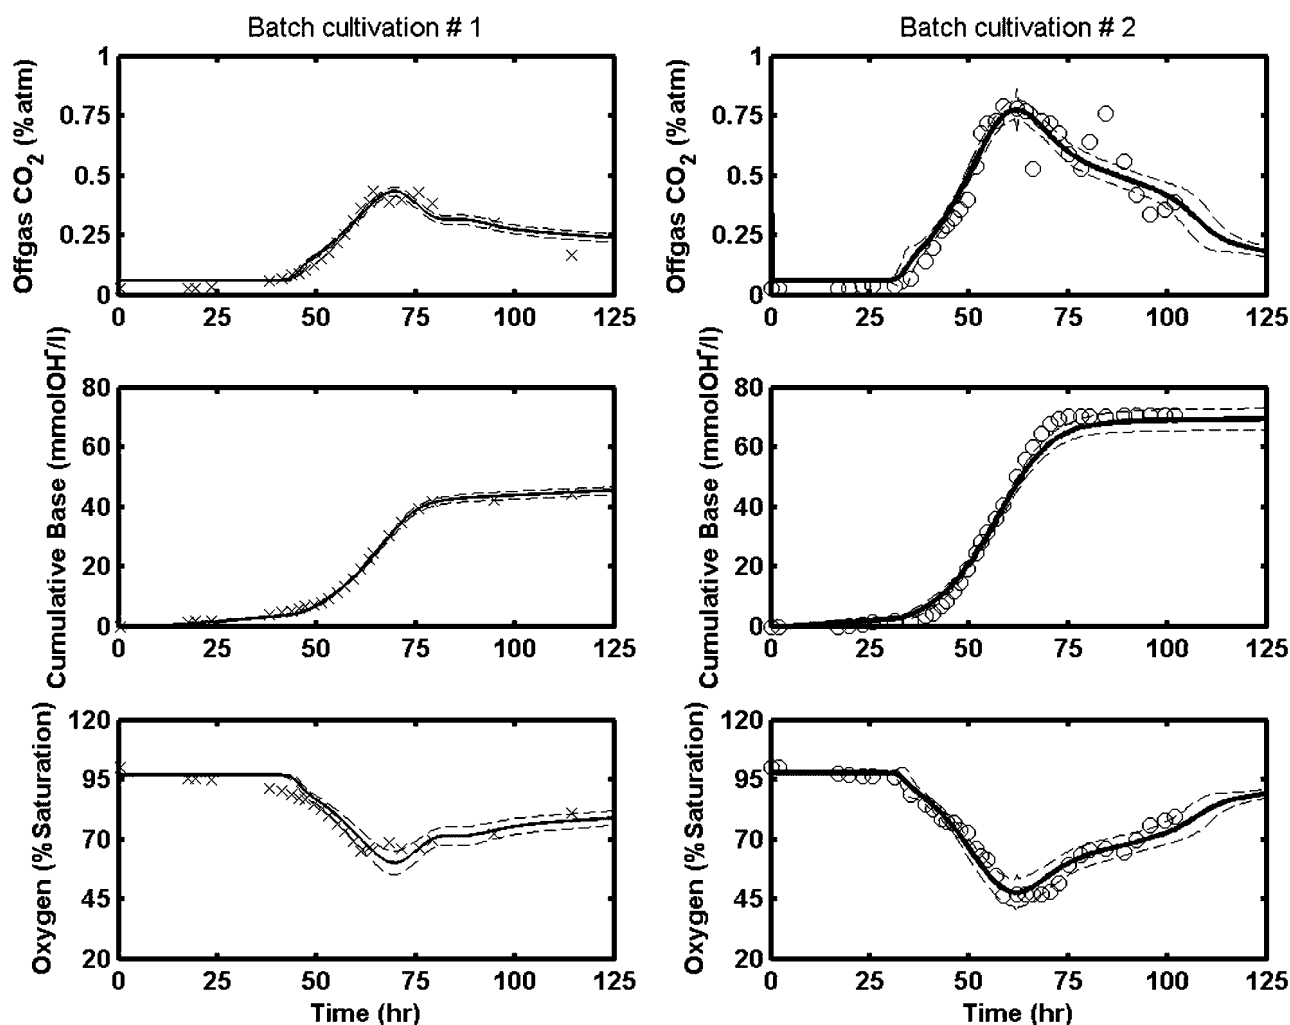 Batch cultivation # 1
Batch cultivation # 2
Offgas CO2 (%atm)
1
0.75
0.5
0.25
0
0 25 50 75 100 125
Offgas CO2 (%atm)
1
0.75
0.5
0.25
0
0 25 50 75 100 125
Cumulative Base (mmolOH-/l)
80
60
40
20
0
0 25 50 75 100 125
Cumulative Base (mmolOH-/l)
80
60
40
20
0
0 25 50 75 100 125
Oxygen (%Saturation)
120
95
70
45
20
0 25 50 75 100 125
Time (hr)
Oxygen (%Saturation)
120
95
70
45
20
0 25 50 75 100 125
Time (hr)